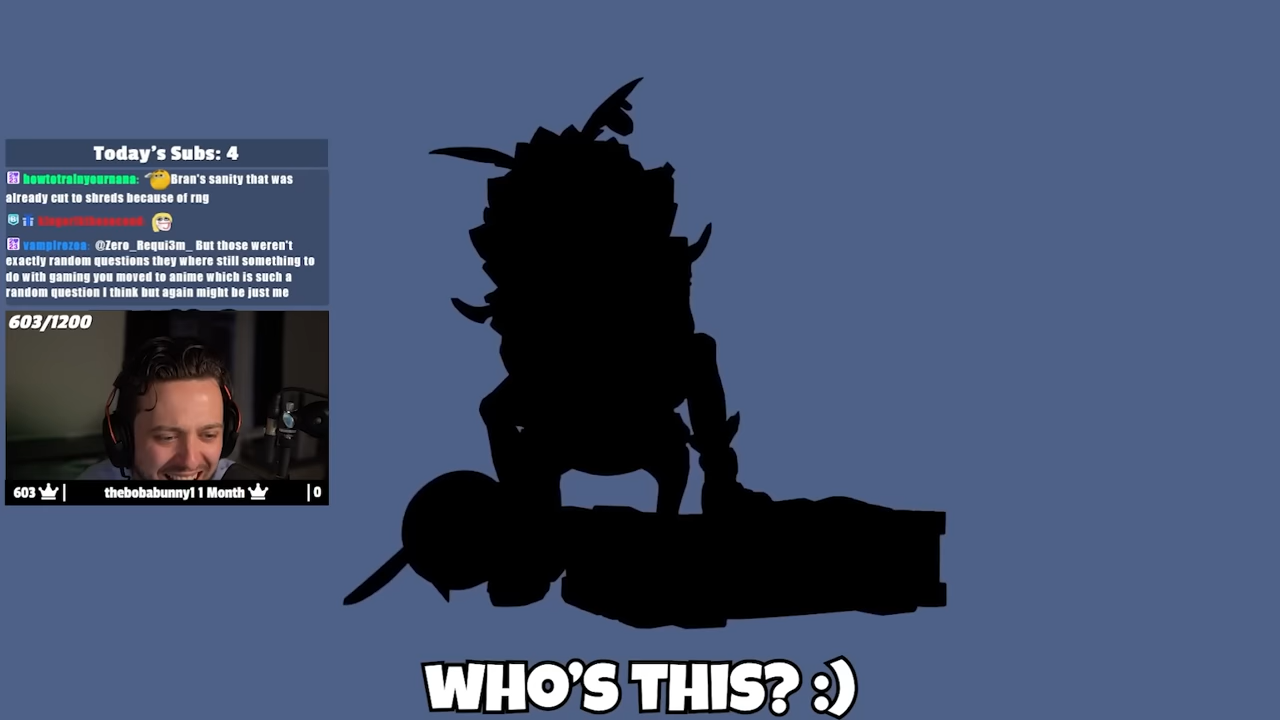 Today's Subs: 4
howtotrainyournana: Bran's sanity that was
already cut to shreds because of rng
vampirozoa: @Zero_Requi3m_ But those weren't
exactly random questions they where still something to
do with gaming you moved to anime which is such a
random question I think but again might be just me
603/1200
603 | thebobabunny1 1 Month | 0
WHO'S THIS? :)